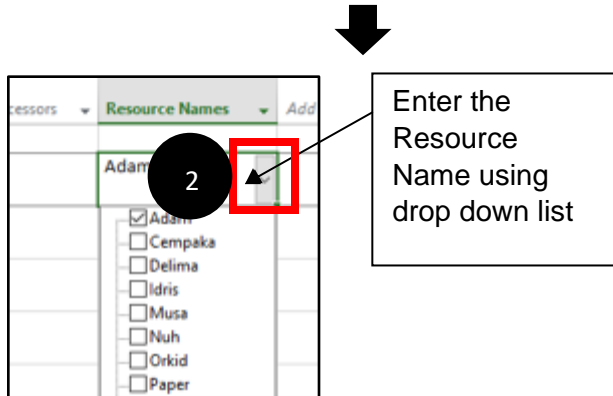 cessors Resource Names Add
Enter the
Resource
Name using
drop down list
Adam
2
Adam
Cempaka
Delima
Idris
Musa
Nuh
Orkid
Paper